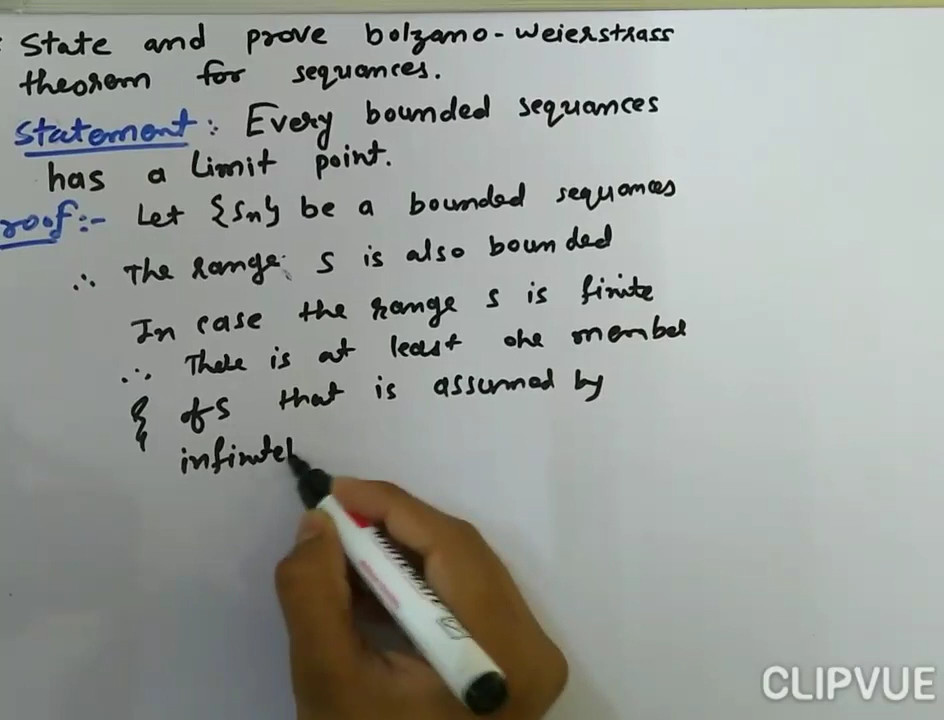 : State and prove bolzano-weierstrass
theorem for sequances.
Statement: Every bounded sequances
has a limit point.
roof:- Let {Sn} be a bounded sequances
∴ The range S is also bounded
In case the range S is finite
∴ There is at least one member
{ of S that is assumed by
infinitel
CLIPVUE